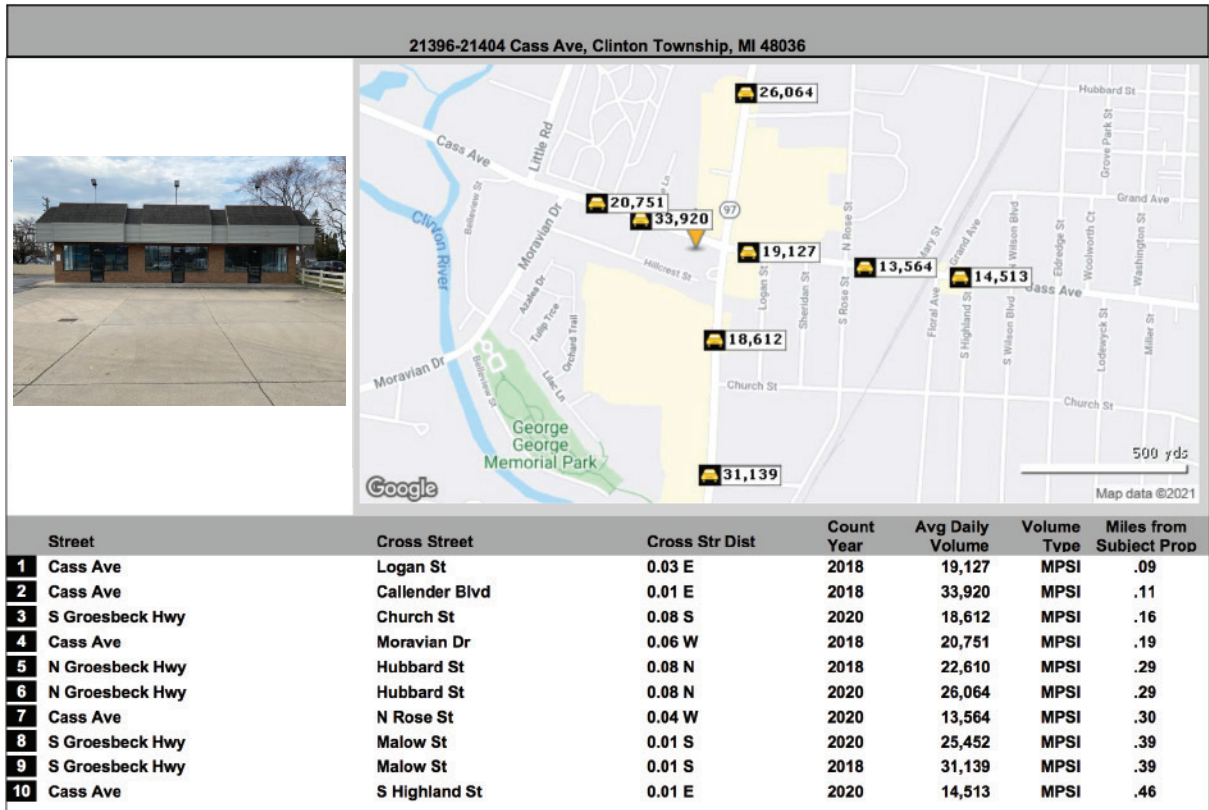 21396-21404 Cass Ave, Clinton Township, MI 48036
26,064
Hubbard St
Grove Park St
Little Rd
Cass Ave
Belleview St
20,751
33,920
97
Grand Ave
Clinton River
Moravian Dr
19,127
N Rose St
Mary St
Grand Ave
N Wilson Blvd
Eldredge St
Woolworth Ct
Washington St
Hillcrest St
13,564
14,513
Cass Ave
Azalea Dr
Tulip Trce
Orchard Trail
Logan St
Sheridan St
S Rose St
Floral Ave
S Highland St
S Wilson Blvd
Lodewyck St
Miller St
18,612
Moravian Dr
Belleview St
Lilac Ln
Church St
Church St
George
George
Memorial Park
31,139
500 yds
Google
Map data ©2021
Street Cross Street Cross Str Dist Count Year Avg Daily Volume Volume Type Miles from Subject Prop
1 Cass Ave Logan St 0.03 E 2018 19,127 MPSI .09
2 Cass Ave Callender Blvd 0.01 E 2018 33,920 MPSI .11
3 S Groesbeck Hwy Church St 0.08 S 2020 18,612 MPSI .16
4 Cass Ave Moravian Dr 0.06 W 2018 20,751 MPSI .19
5 N Groesbeck Hwy Hubbard St 0.08 N 2018 22,610 MPSI .29
6 N Groesbeck Hwy Hubbard St 0.08 N 2020 26,064 MPSI .29
7 Cass Ave N Rose St 0.04 W 2020 13,564 MPSI .30
8 S Groesbeck Hwy Malow St 0.01 S 2020 25,452 MPSI .39
9 S Groesbeck Hwy Malow St 0.01 S 2018 31,139 MPSI .39
10 Cass Ave S Highland St 0.01 E 2020 14,513 MPSI .46